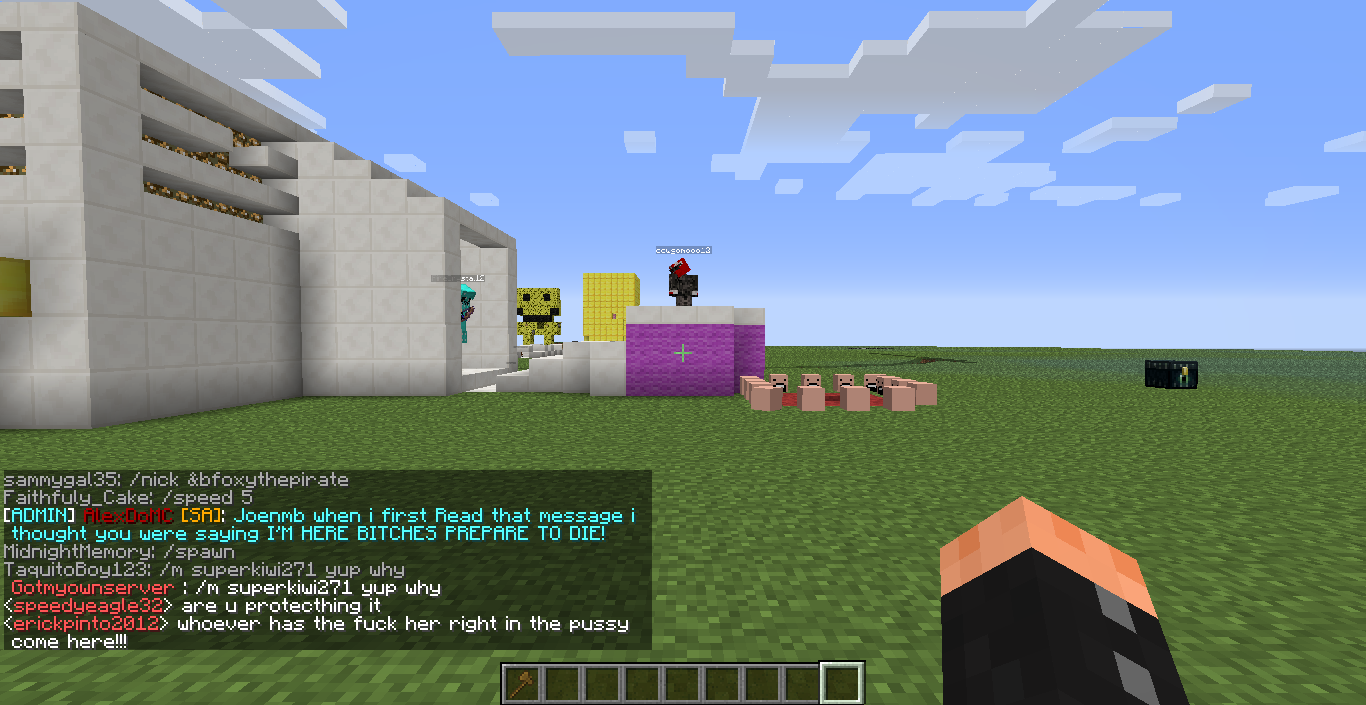 sammygal35: /nick &bfoxythepirate
Faithfuly_Cake: /speed 5
[ADMIN] AlexDoMC [SA]: Joenmb when i first Read that message i
thought you were saying I'M HERE BITCHES PREPARE TO DIE!
MidnightMemory: /spawn
TaquitoBoy123: /m superkiwi271 yup why
Gotmyownserver : /m superkiwi271 yup why
<speedyeagle32> are u protecthing it
<erickpinto2012> whoever has the fuck her right in the pussy
come here!!!